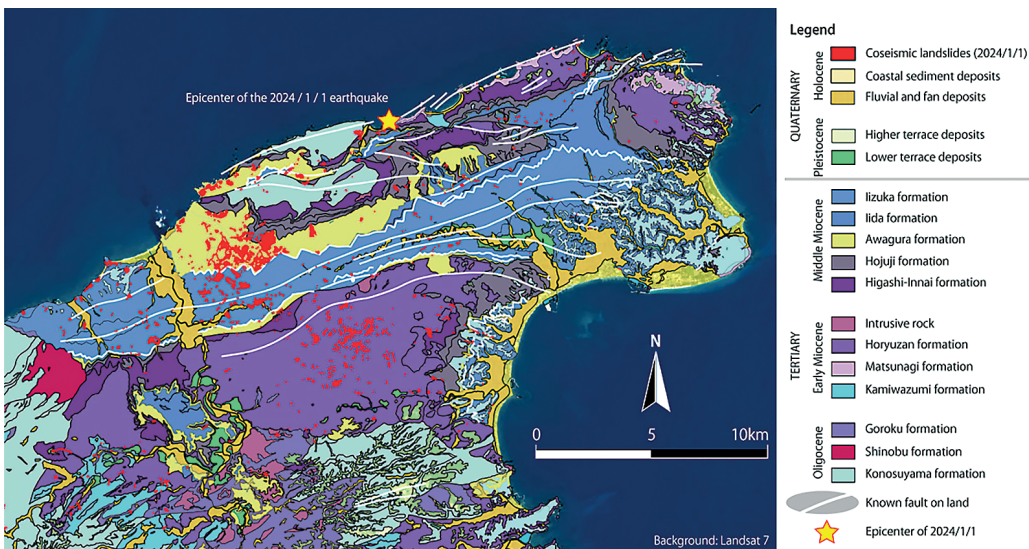 Epicenter of the 2024 / 1 / 1 earthquake
N
0 5 10km
Background: Landsat 7
Legend
QUATERNARY
Holocene
Coseismic landslides (2024/1/1)
Coastal sediment deposits
Fluvial and fan deposits
Pleistocene
Higher terrace deposits
Lower terrace deposits
TERTIARY
Middle Miocene
Iizuka formation
Iida formation
Awagura formation
Hojuji formation
Higashi-Innai formation
Early Miocene
Intrusive rock
Horyuzan formation
Matsunagi formation
Kamiwazumi formation
Oligocene
Goroku formation
Shinobu formation
Konosuyama formation
Known fault on land
Epicenter of 2024/1/1